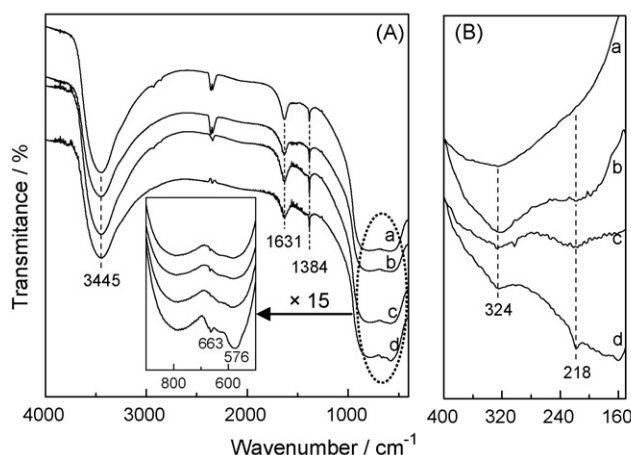 (A)
(B)
Transmitance / %
a
b
c
d
a
b
c
d
3445
1631
1384
× 15
663
576
800
600
324
218
4000
3000
2000
1000
400
320
240
160
Wavenumber / cm⁻¹